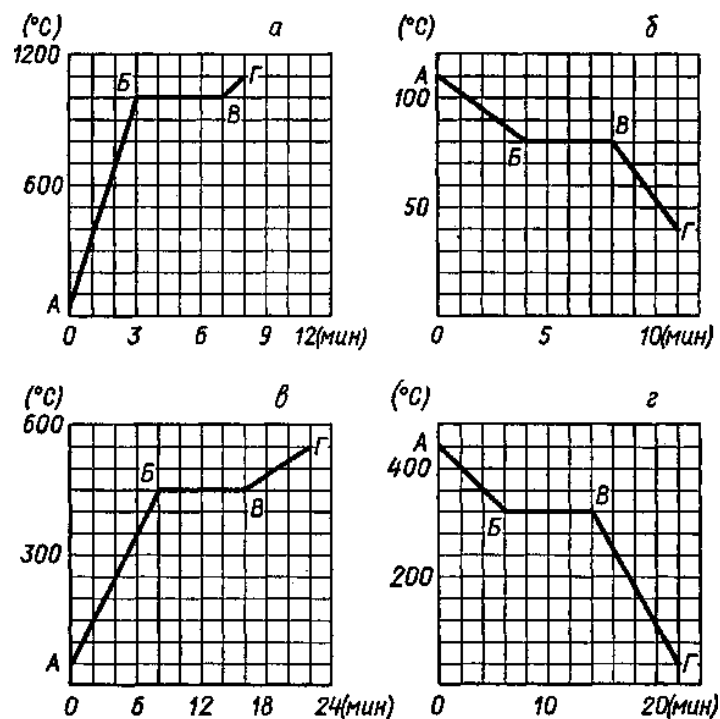 (°C) а
1200
600
А Б В Г
0 3 6 9 12(мин)
(°C) б
100
50
А Б В Г
0 5 10(мин)
(°C) в
600
300
А Б В Г
0 6 12 18 24(мин)
(°C) г
400
200
А Б В Г
0 10 20(мин)